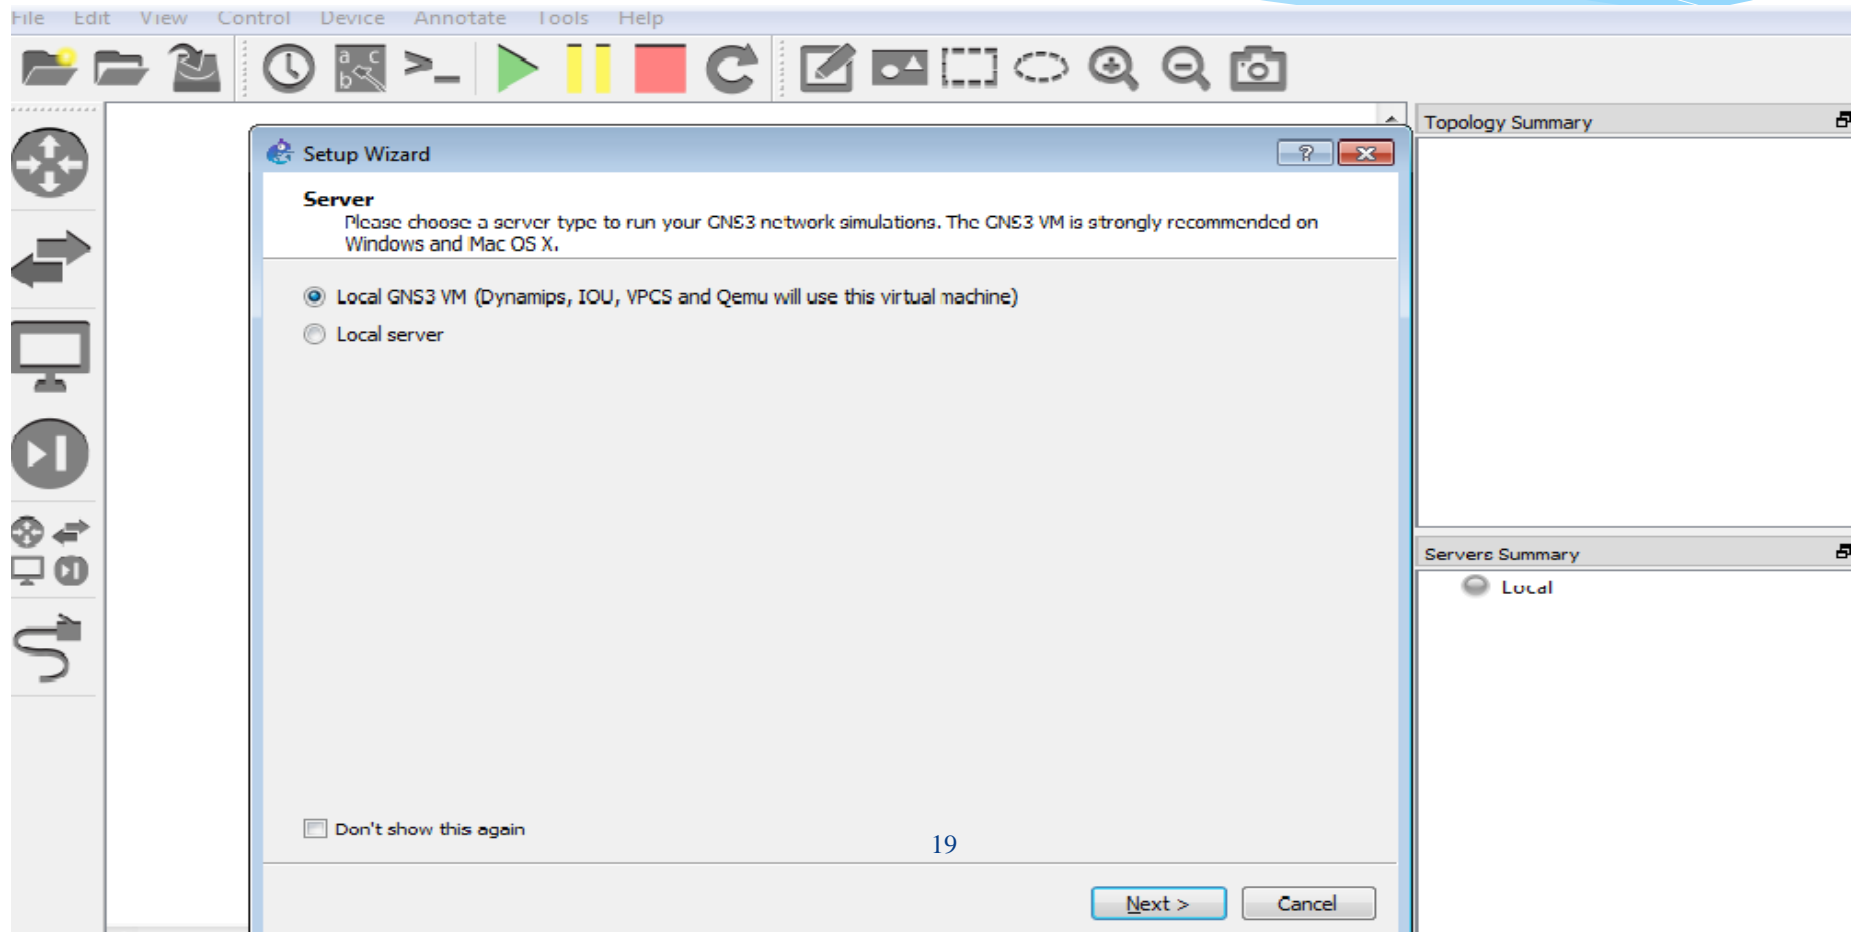 File Edit View Control Device Annotate Tools Help
a c
b
>_
Topology Summary
Setup Wizard
?
Server
Please choose a server type to run your GNS3 network simulations. The GNS3 VM is strongly recommended on
Windows and Mac OS X.
Local GNS3 VM (Dynamips, IOU, VPCS and Qemu will use this virtual machine)
Local server
Servers Summary
Local
Don't show this again
19
Next >
Cancel